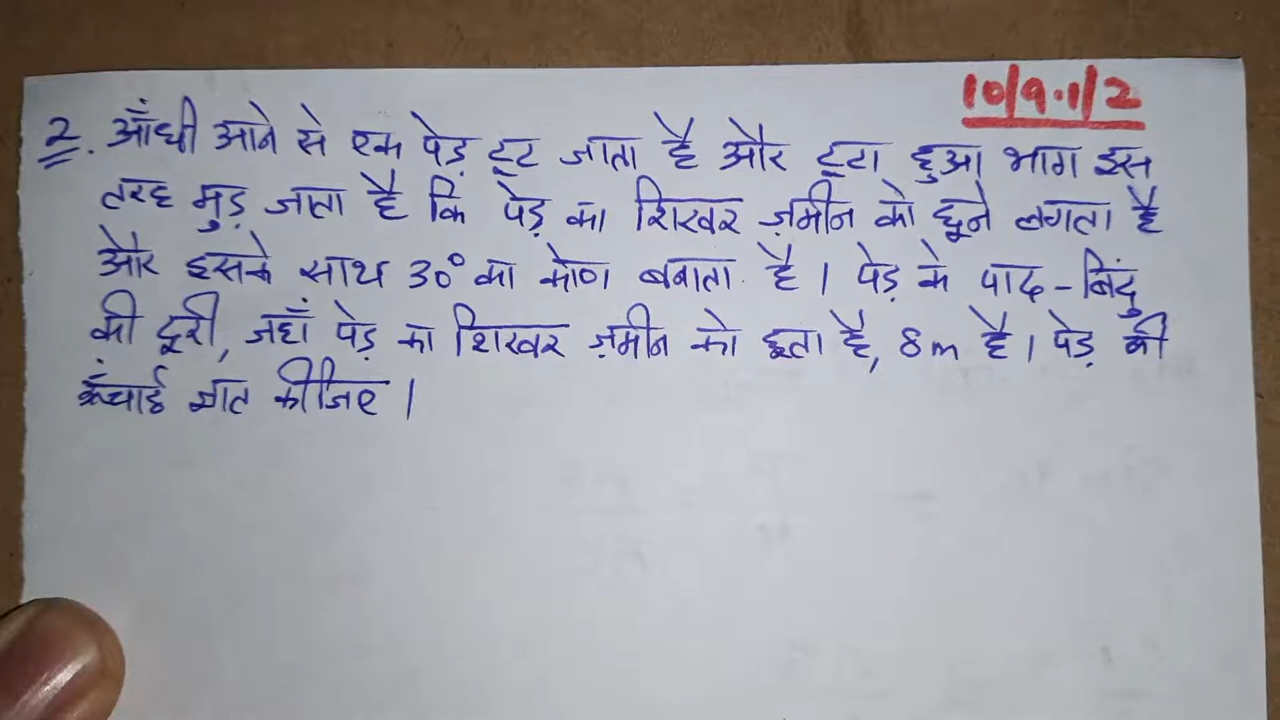 10/9.1/2
2. आँधी आने से एक पेड़ टूट जाता है और टूटा हुआ भाग इस
तरह मुड़ जाता है कि पेड़ का शिखर ज़मीन को छूने लगता है
और इसके साथ 30° का कोण बनाता है। पेड़ के पाद-बिंदु
की दूरी, जहाँ पेड़ का शिखर ज़मीन को छूता है, 8m है। पेड़ की
ऊँचाई ज्ञात कीजिए।